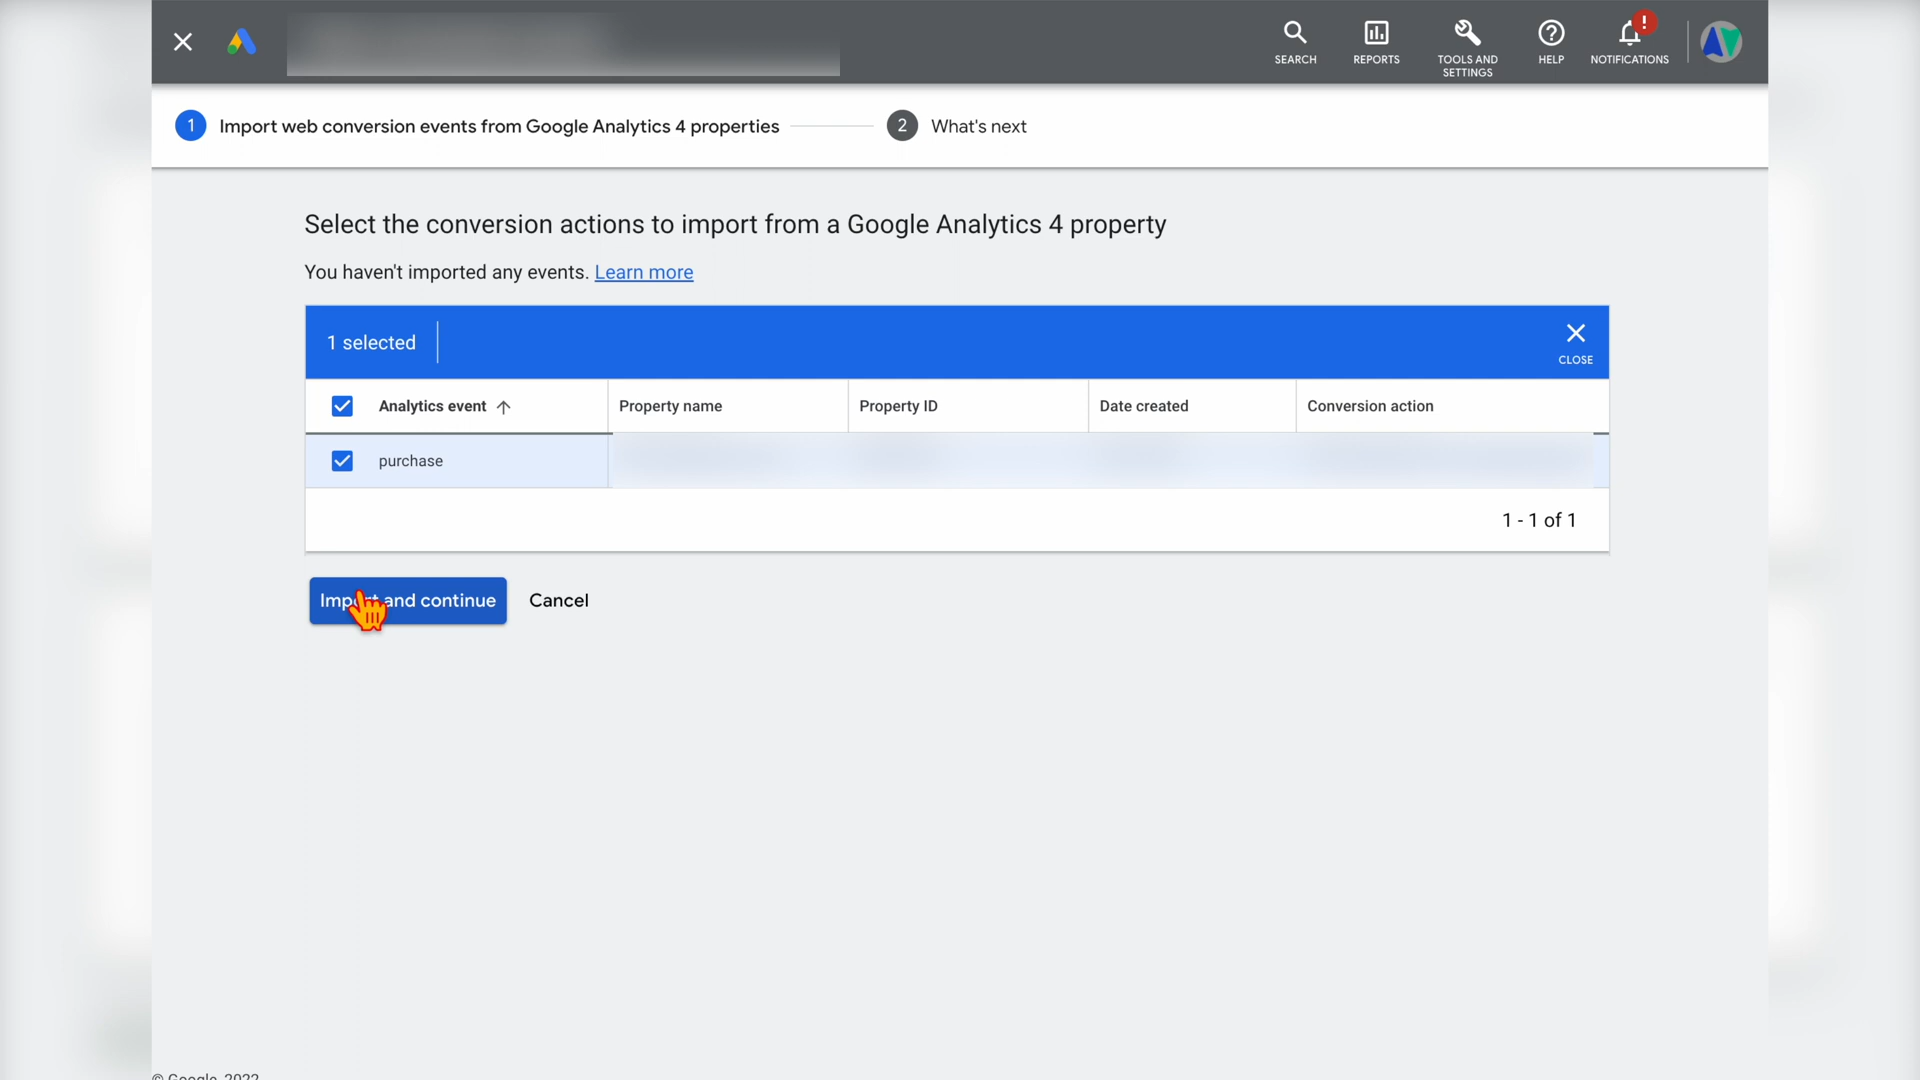 SEARCH
REPORTS
TOOLS AND
SETTINGS
HELP
!
NOTIFICATIONS
1 Import web conversion events from Google Analytics 4 properties
2 What's next
Select the conversion actions to import from a Google Analytics 4 property
You haven't imported any events. Learn more
1 selected
CLOSE
Analytics event Property name Property ID Date created Conversion action
purchase
1 - 1 of 1
Import and continue Cancel
© Google, 2022